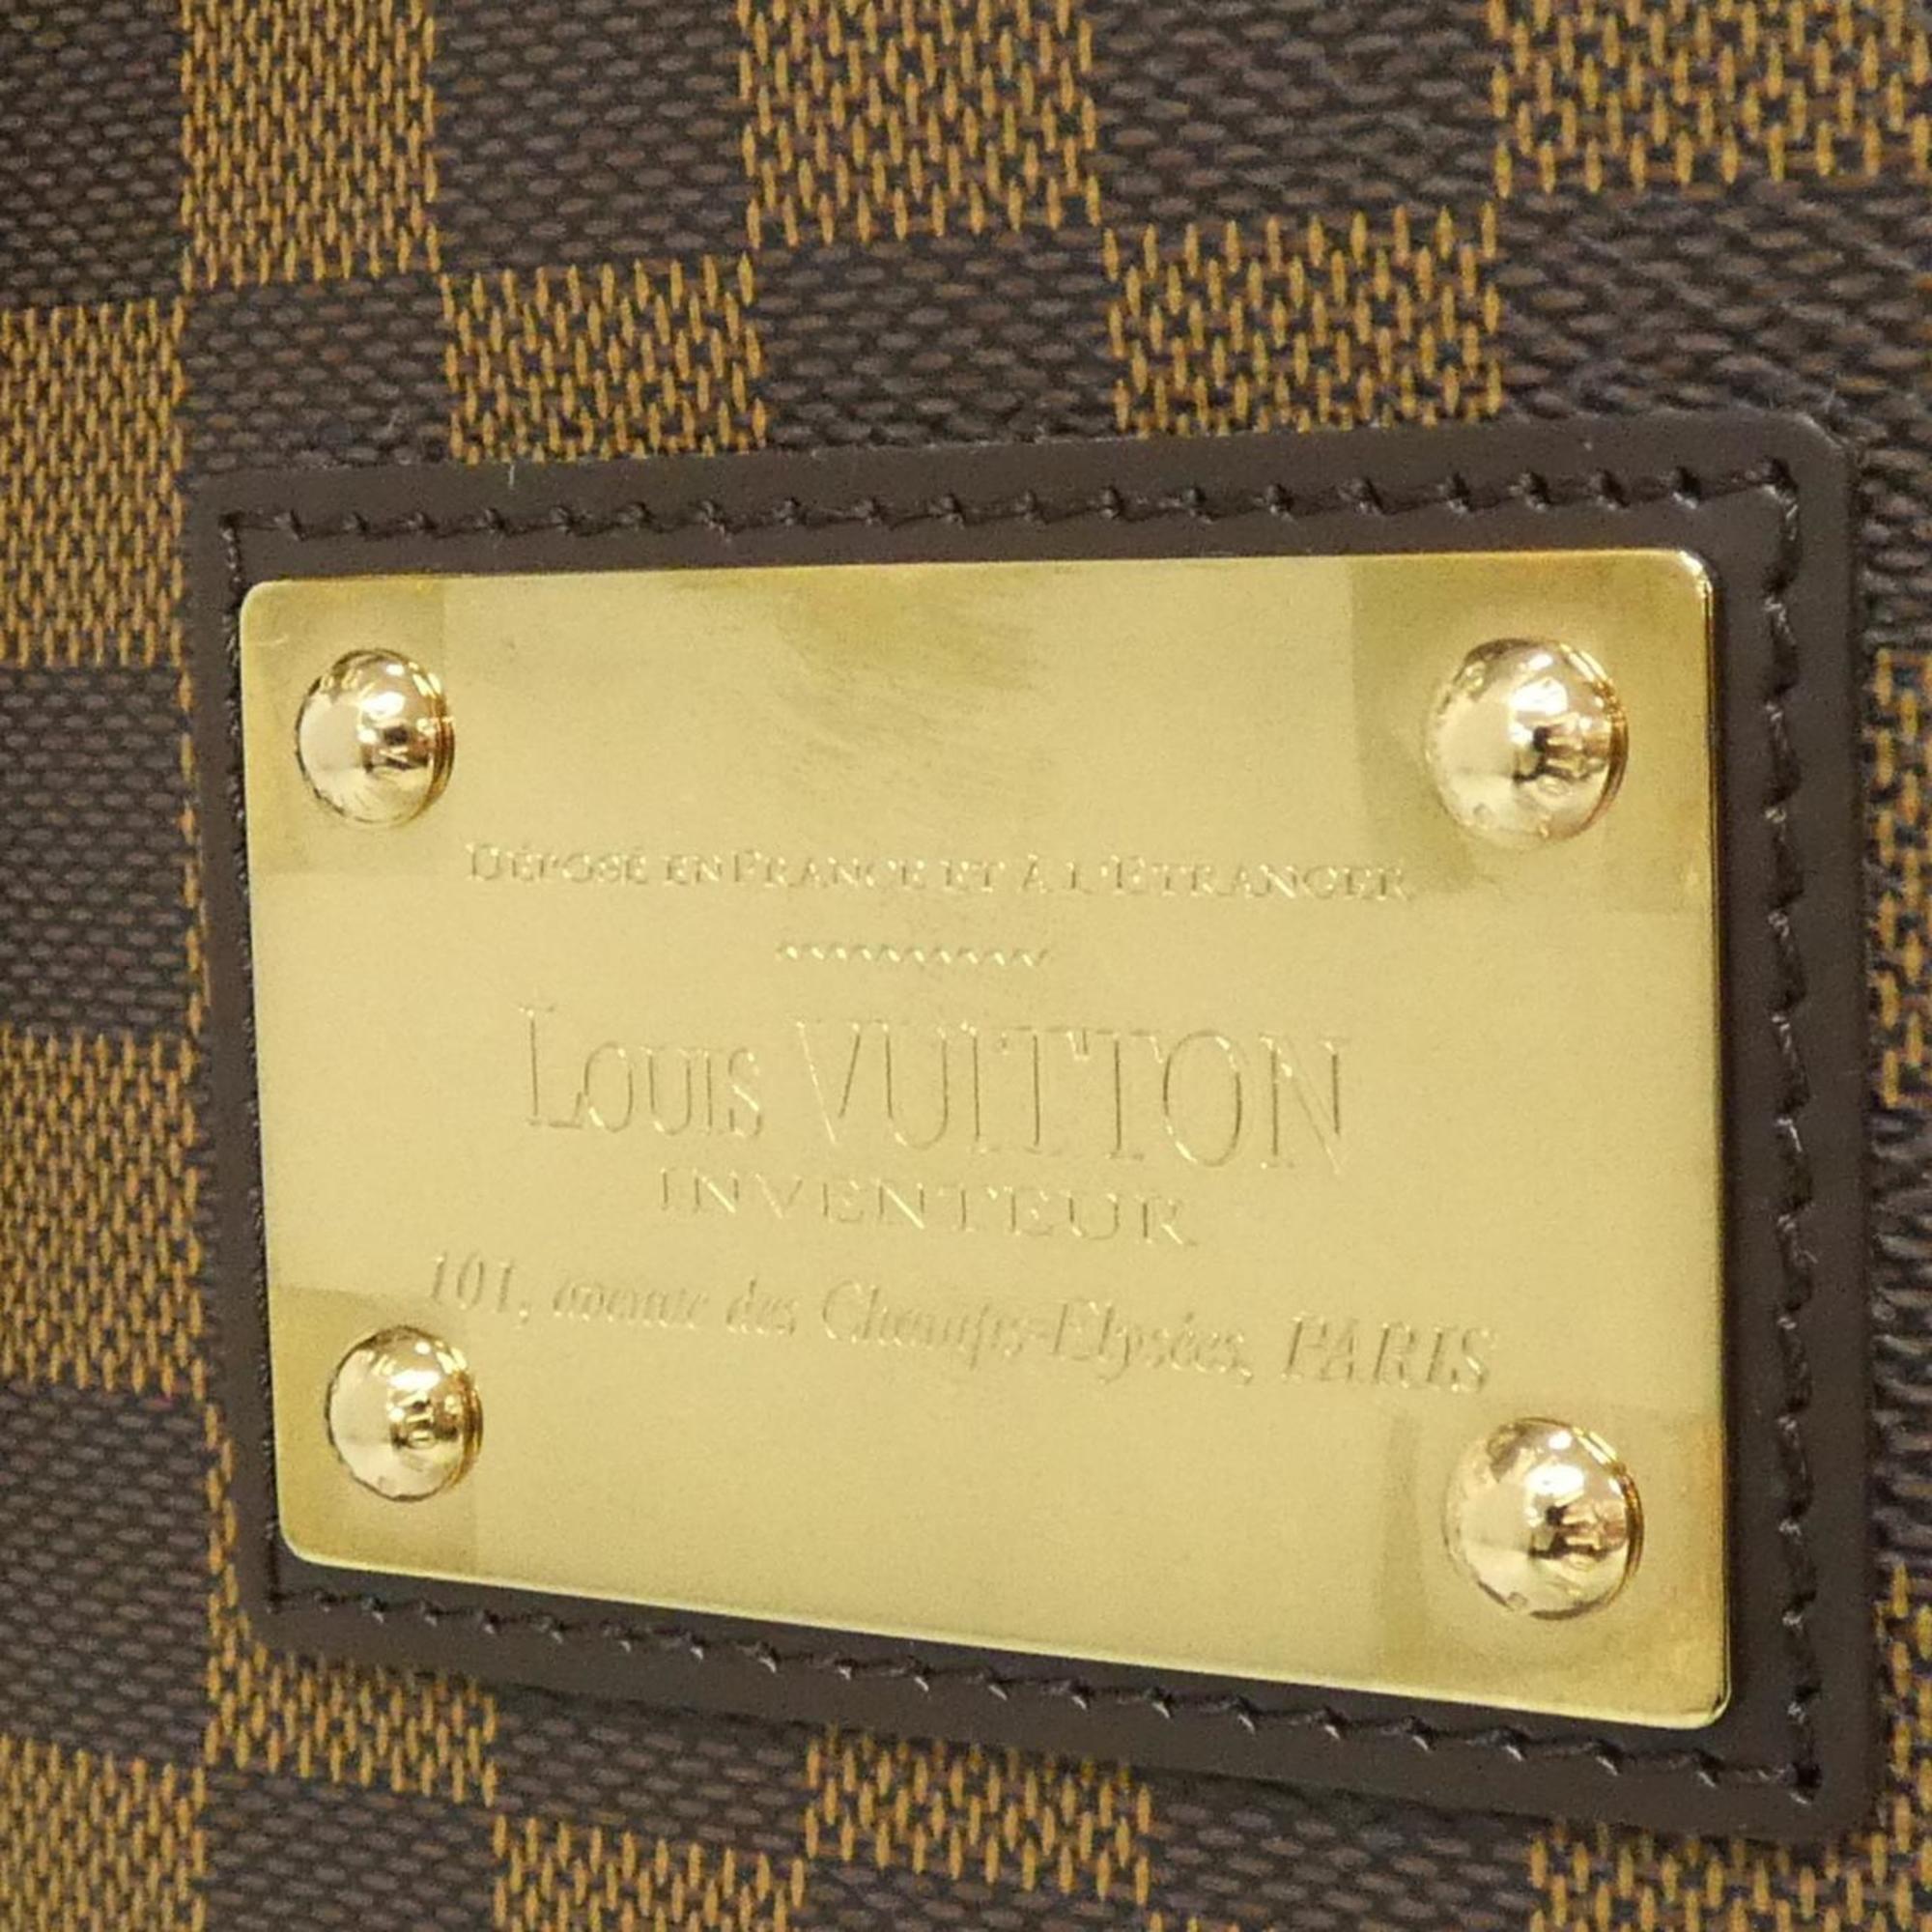 DÉPOSÉ EN FRANCE ET À L'ÉTRANGER
LOUIS VUITTON
INVENTEUR
101, avenue des Champs-Elysées, PARIS